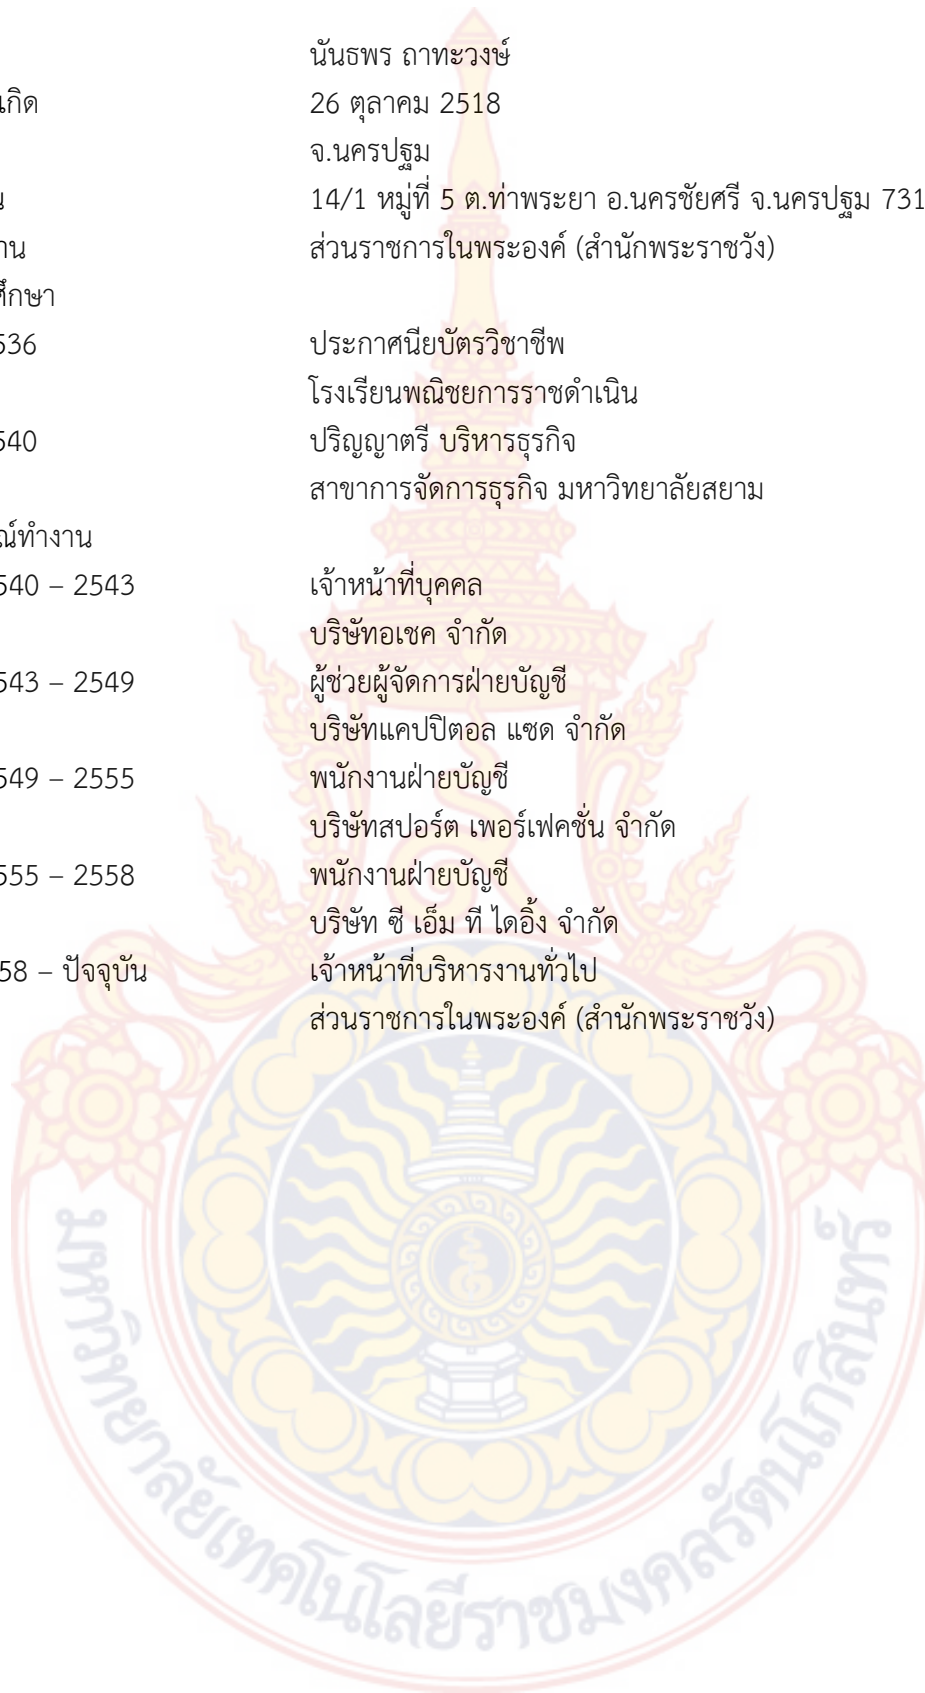 นันธพร ถาทะวงษ์
เกิด 26 ตุลาคม 2518
จ.นครปฐม
น 14/1 หมู่ที่ 5 ต.ท่าพระยา อ.นครชัยศรี จ.นครปฐม 731
าน ส่วนราชการในพระองค์ (สำนักพระราชวัง)
ศึกษา
536 ประกาศนียบัตรวิชาชีพ
โรงเรียนพณิชยการราชดำเนิน
540 ปริญญาตรี บริหารธุรกิจ
สาขาการจัดการธุรกิจ มหาวิทยาลัยสยาม
ณ์ทำงาน
540 – 2543 เจ้าหน้าที่บุคคล
บริษัทอเชค จำกัด
543 – 2549 ผู้ช่วยผู้จัดการฝ่ายบัญชี
บริษัทแคปปิตอล แซด จำกัด
549 – 2555 พนักงานฝ่ายบัญชี
บริษัทสปอร์ต เพอร์เฟคชั่น จำกัด
555 – 2558 พนักงานฝ่ายบัญชี
บริษัท ซี เอ็ม ที ไดอิ้ง จำกัด
58 – ปัจจุบัน เจ้าหน้าที่บริหารงานทั่วไป
ส่วนราชการในพระองค์ (สำนักพระราชวัง)
มหาวิทยาลัยเทคโนโลยีราชมงคลรัตนโกสินทร์